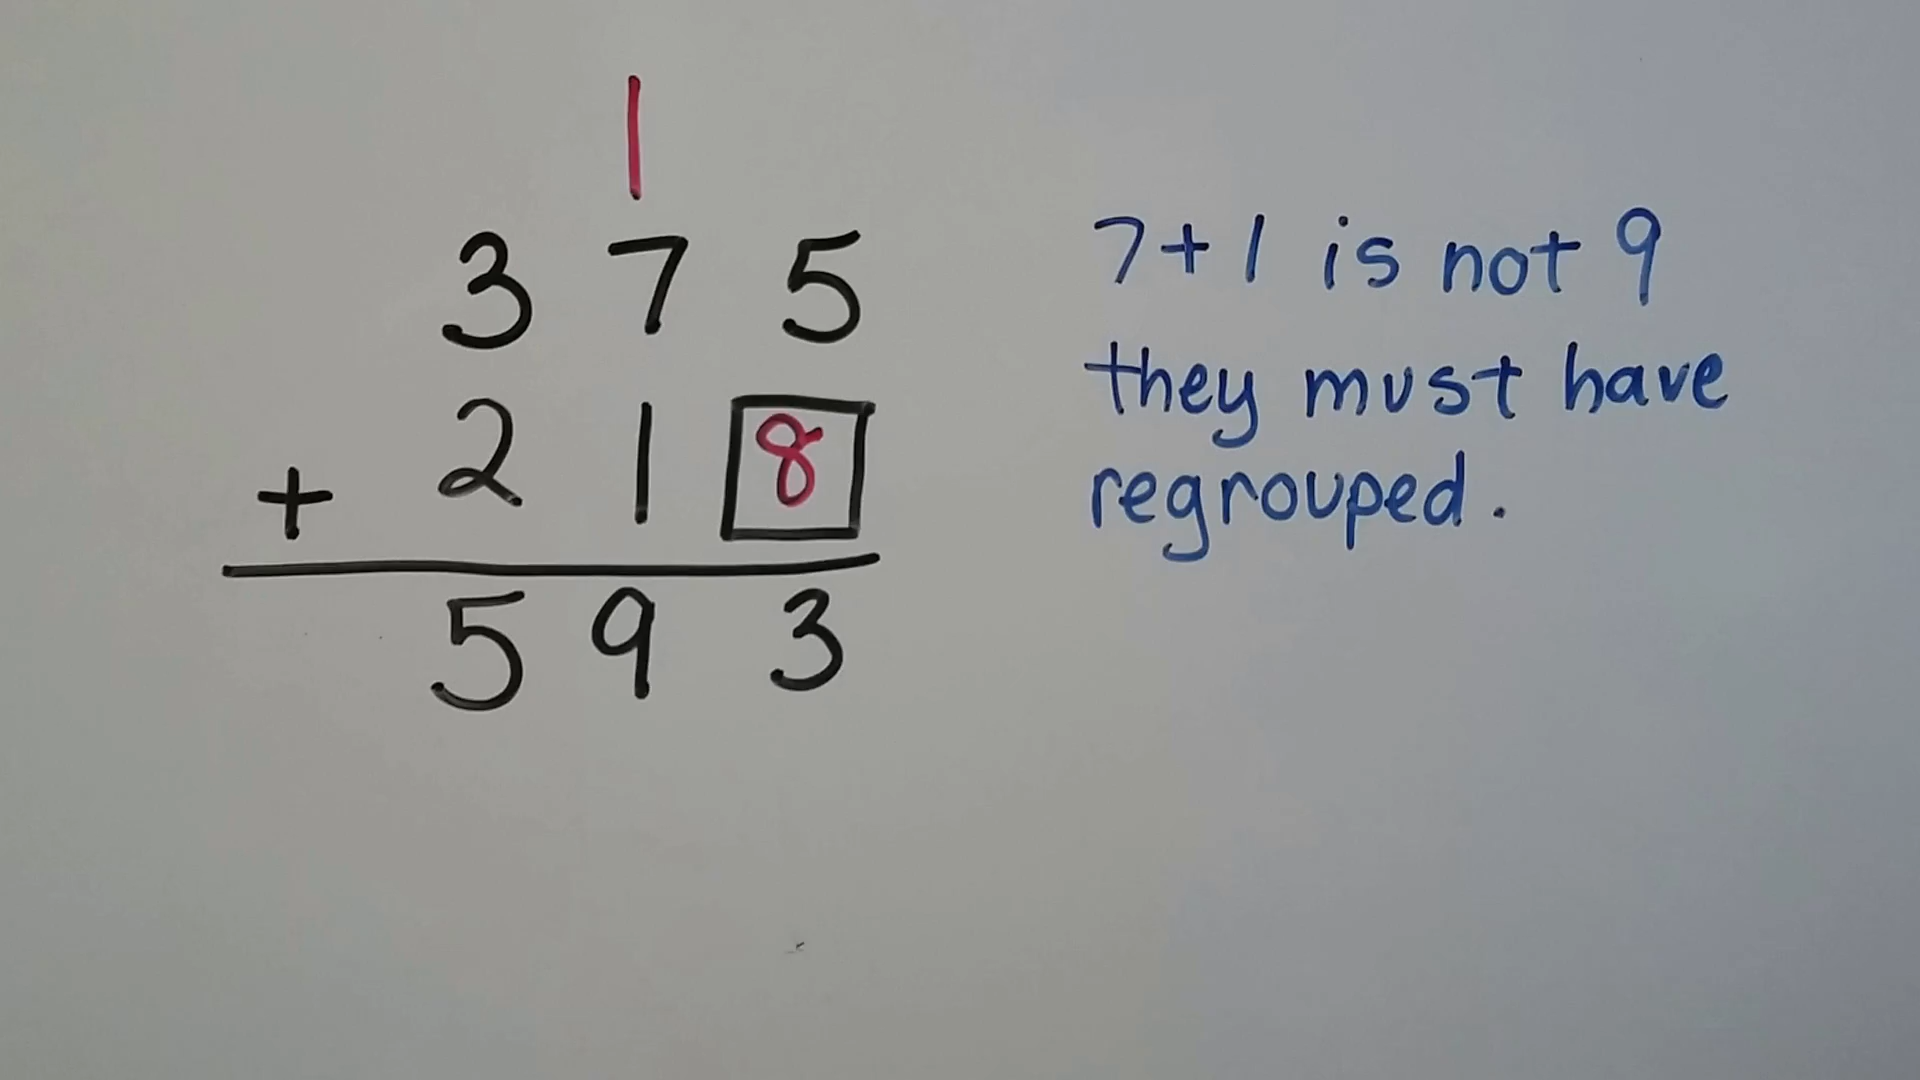 1
3 7 5
+ 2 1 8
5 9 3
7+1 is not 9
they must have
regrouped.